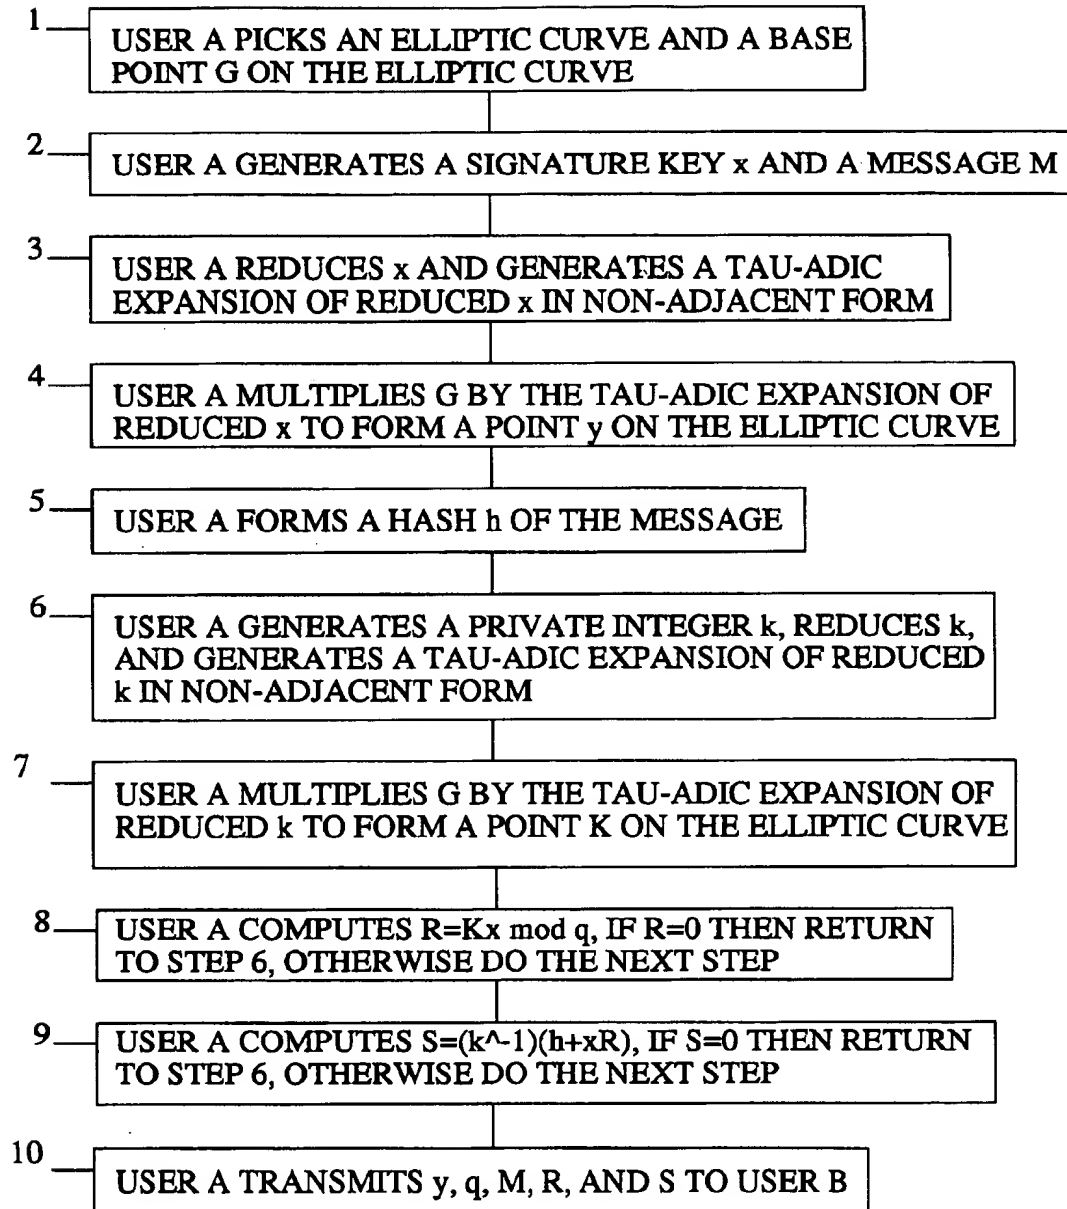 1
USER A PICKS AN ELLIPTIC CURVE AND A BASE
POINT G ON THE ELLIPTIC CURVE
2
USER A GENERATES A SIGNATURE KEY x AND A MESSAGE M
3
USER A REDUCES x AND GENERATES A TAU-ADIC
EXPANSION OF REDUCED x IN NON-ADJACENT FORM
4
USER A MULTIPLIES G BY THE TAU-ADIC EXPANSION OF
REDUCED x TO FORM A POINT y ON THE ELLIPTIC CURVE
5
USER A FORMS A HASH h OF THE MESSAGE
6
USER A GENERATES A PRIVATE INTEGER k, REDUCES k,
AND GENERATES A TAU-ADIC EXPANSION OF REDUCED
k IN NON-ADJACENT FORM
7
USER A MULTIPLIES G BY THE TAU-ADIC EXPANSION OF
REDUCED k TO FORM A POINT K ON THE ELLIPTIC CURVE
8
USER A COMPUTES R=Kx mod q, IF R=0 THEN RETURN
TO STEP 6, OTHERWISE DO THE NEXT STEP
9
USER A COMPUTES S=(k^-1)(h+xR), IF S=0 THEN RETURN
TO STEP 6, OTHERWISE DO THE NEXT STEP
10
USER A TRANSMITS y, q, M, R, AND S TO USER B